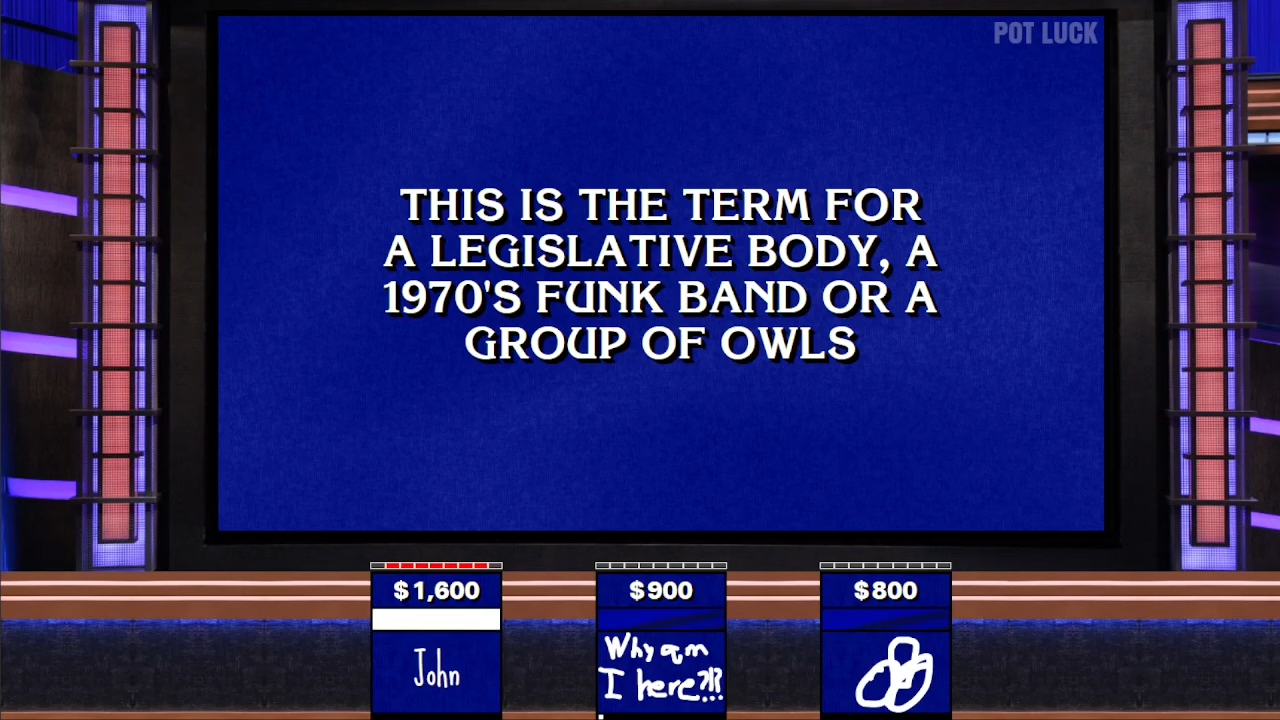 POT LUCK
THIS IS THE TERM FOR
A LEGISLATIVE BODY, A
1970'S FUNK BAND OR A
GROUP OF OWLS
$1,600
$900
$800
John
Why am
I here?!?!..